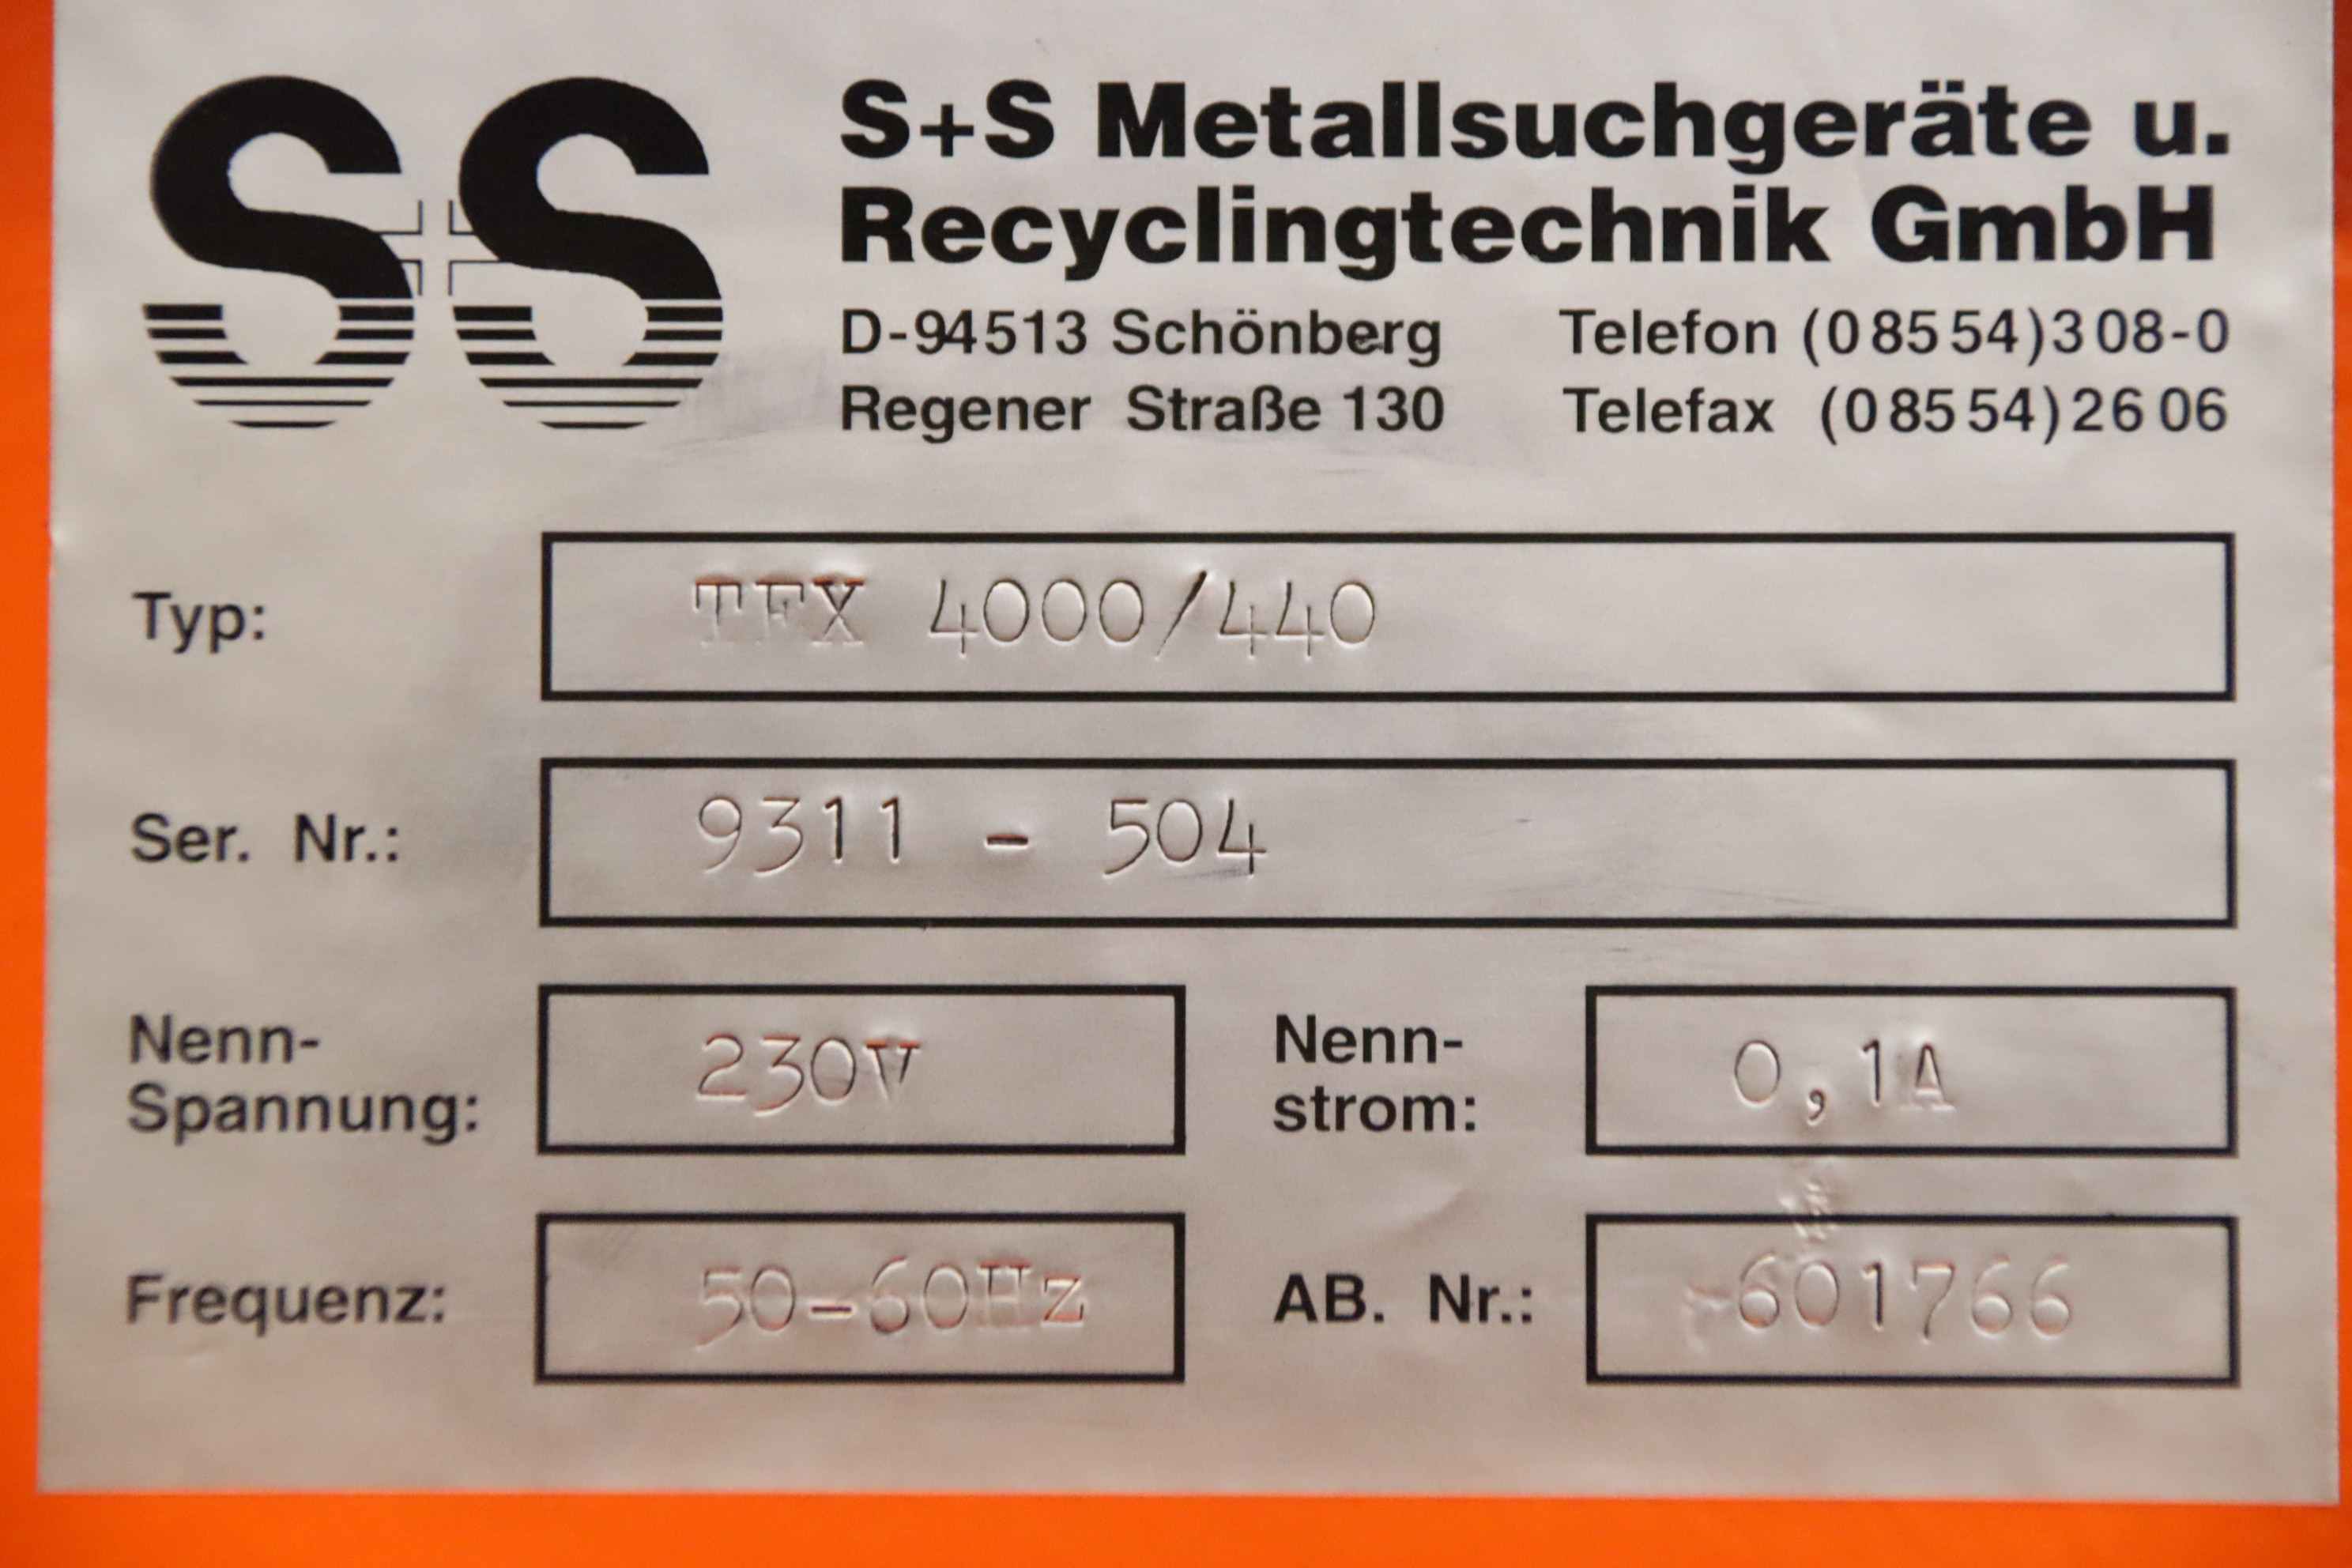 S+S
S+S Metallsuchgeräte u.
Recyclingtechnik GmbH
D-94513 Schönberg Telefon (08554)308-0
Regener Straße 130 Telefax (08554)2606
Typ: TFX 4000/440
Ser. Nr.: 9311 - 504
Nenn-
Spannung: 230V
Nenn-
strom: 0,1A
Frequenz: 50-60Hz
AB. Nr.: 601766